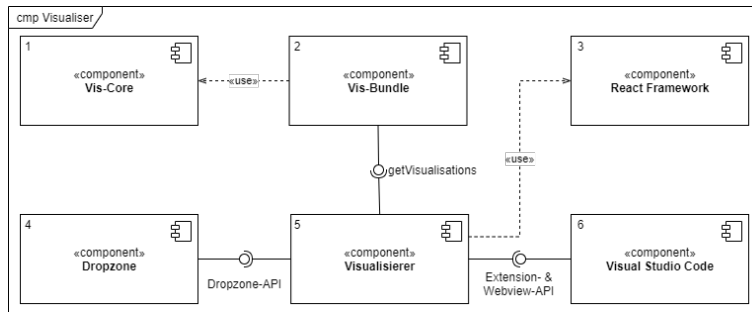 cmp Visualiser
1
«component»
Vis-Core
«use»
2
«component»
Vis-Bundle
3
«component»
React Framework
getVisualisations
«use»
4
«component»
Dropzone
Dropzone-API
5
«component»
Visualisierer
Extension- &
Webview-API
6
«component»
Visual Studio Code